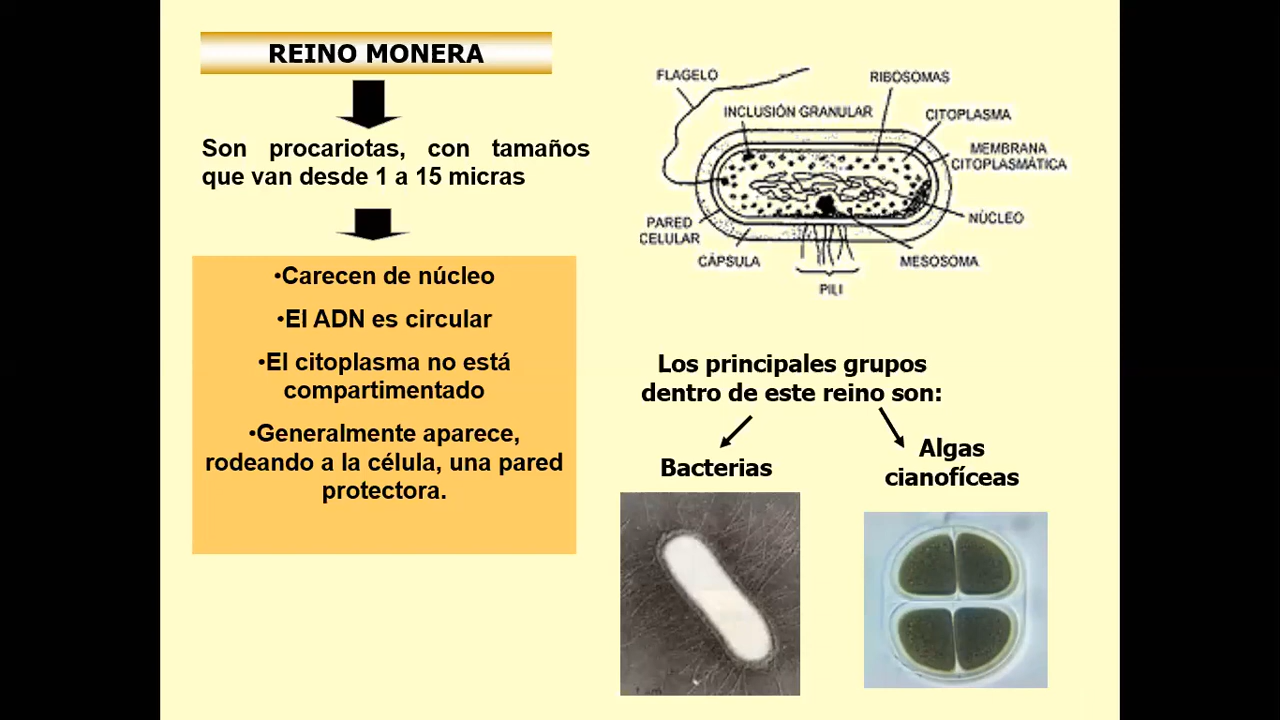 REINO MONERA
Son procariotas, con tamaños
que van desde 1 a 15 micras
•Carecen de núcleo
•El ADN es circular
•El citoplasma no está
compartimentado
•Generalmente aparece,
rodeando a la célula, una pared
protectora.
FLAGELO
RIBOSOMAS
INCLUSIÓN GRANULAR
CITOPLASMA
MEMBRANA
CITOPLASMÁTICA
NÚCLEO
PARED
CELULAR
CÁPSULA
MESOSOMA
PILI
Los principales grupos
dentro de este reino son:
Bacterias
Algas
cianofíceas